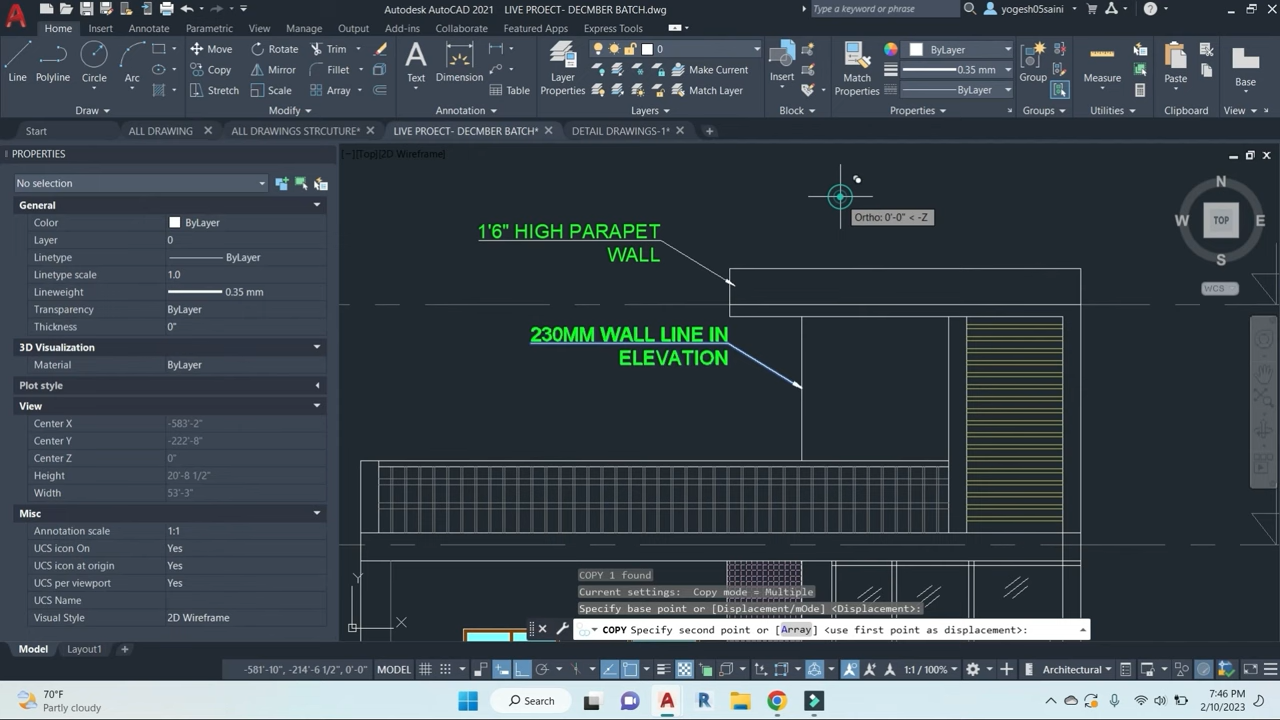 Autodesk AutoCAD 2021   LIVE PROECT- DECMBER BATCH.dwg
Type a keyword or phrase
yogesh05saini
Home Insert Annotate Parametric View Manage Output Add-ins Collaborate Featured Apps Express Tools
Line Polyline Circle Arc
Move Rotate Trim
Copy Mirror Fillet
Stretch Scale Array
Text Dimension Table
Layer Properties
0
Make Current
Match Layer
Insert
Match Properties
ByLayer
0.35 mm
ByLayer
Group
Measure
Paste
Base
Draw Modify Annotation Layers Block Properties Groups Utilities Clipboard View
Start ALL DRAWING ALL DRAWINGS STRCUTURE* LIVE PROECT- DECMBER BATCH* DETAIL DRAWINGS-1*
PROPERTIES
[−][Top][2D Wireframe]
No selection
General
Color ByLayer
Layer 0
Linetype ByLayer
Linetype scale 1.0
Lineweight 0.35 mm
Transparency ByLayer
Thickness 0"
3D Visualization
Material ByLayer
Plot style
View
Center X -583'-2"
Center Y -222'-8"
Center Z 0"
Height 20'-8 1/2"
Width 53'-3"
Misc
Annotation scale 1:1
UCS icon On Yes
UCS icon at origin Yes
UCS per viewport Yes
UCS Name
Visual Style 2D Wireframe
N
W TOP E
S
WCS
Ortho: 0'-0" < -Z
1'6" HIGH PARAPET
WALL
230MM WALL LINE IN
ELEVATION
Y
X
COPY 1 found
Current settings:  Copy mode = Multiple
Specify base point or [Displacement/mOde] <Displacement>:
COPY Specify second point or [Array] <use first point as displacement>:
Model Layout1
-581'-10", -214'-6 1/2", 0'-0" MODEL 1:1 / 100% Architectural
70°F
Partly cloudy
Search
7:46 PM
2/10/2023